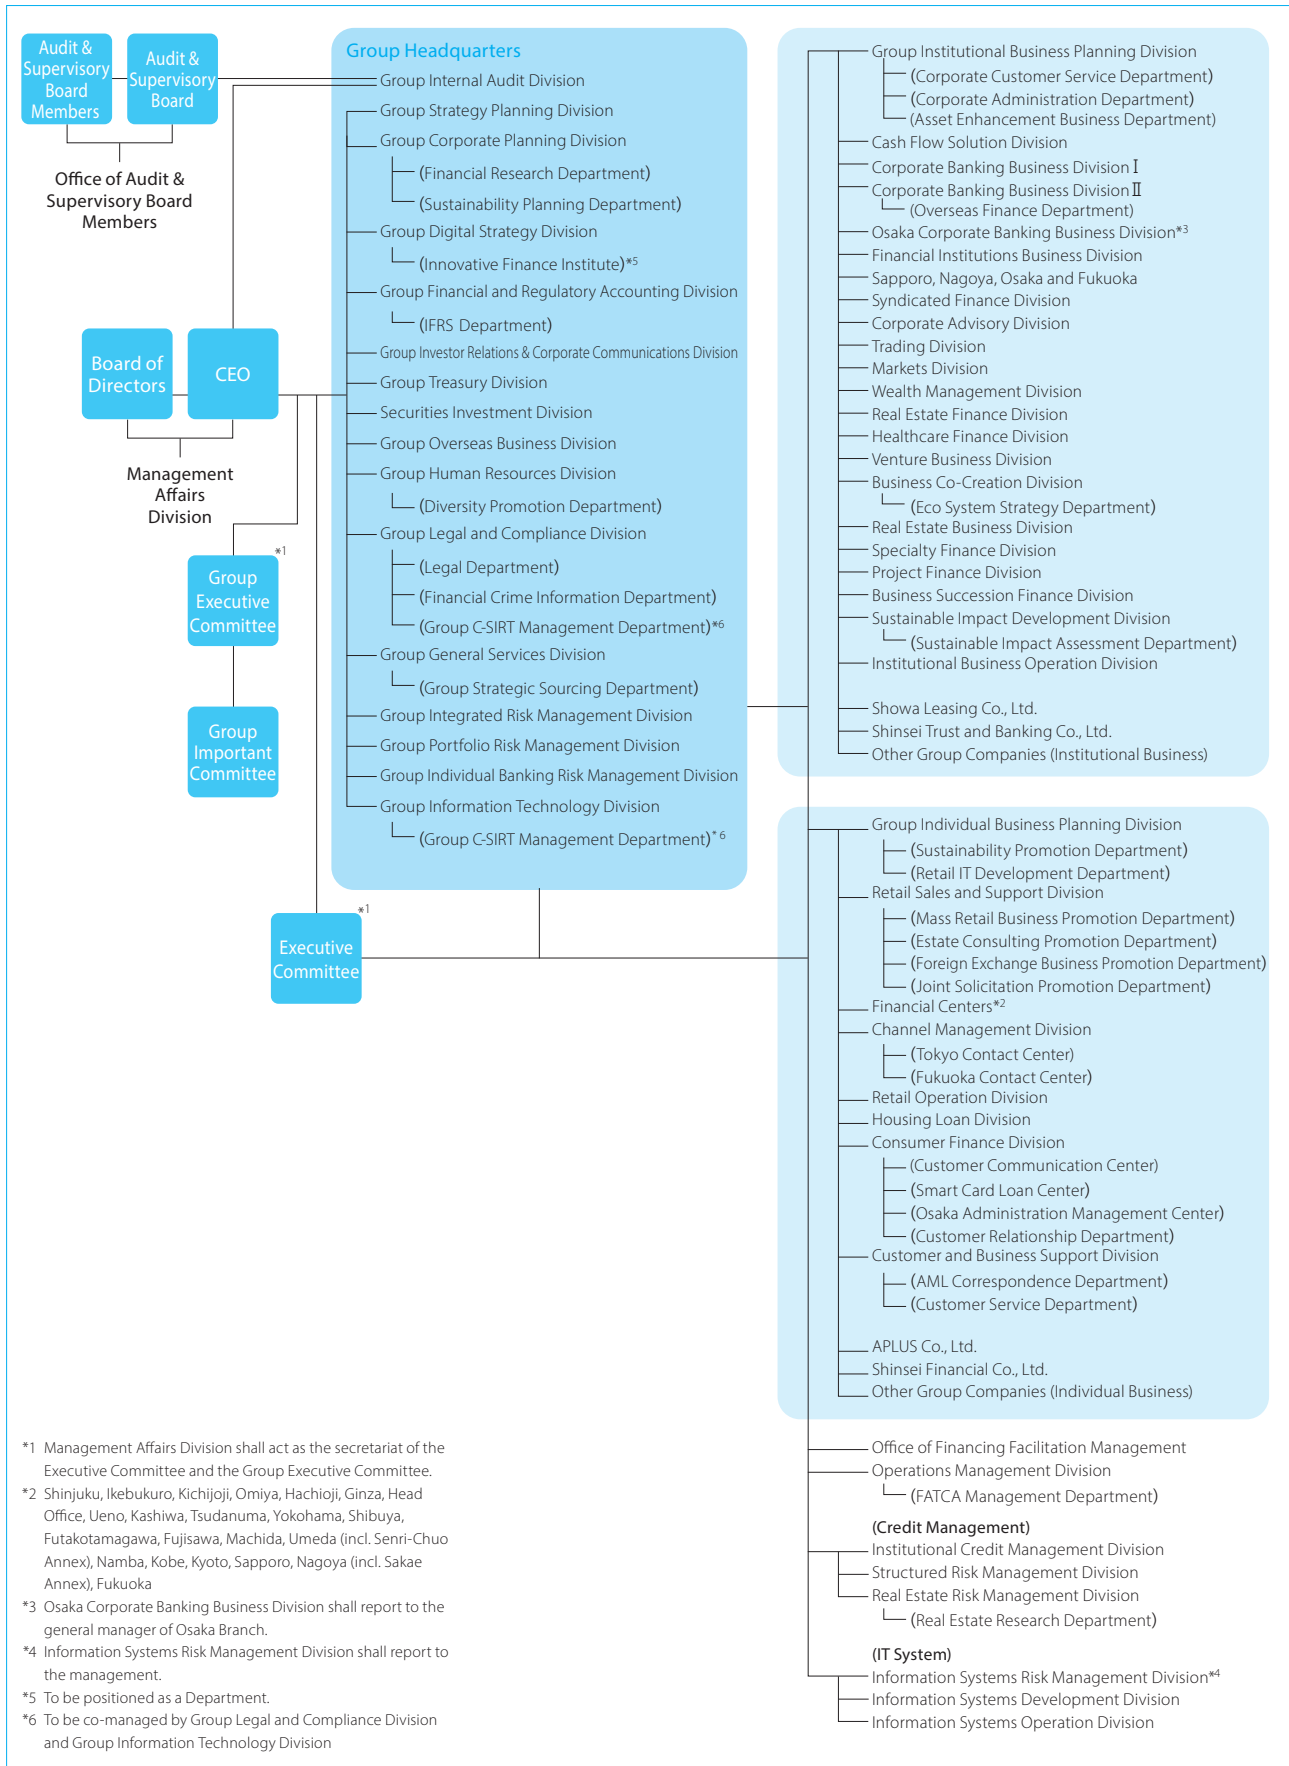 Audit &
Supervisory
Board
Members
Audit &
Supervisory
Board
Office of Audit &
Supervisory Board
Members
Board of
Directors
CEO
Management
Affairs
Division
*1
Group
Executive
Committee
Group
Important
Committee
*1
Executive
Committee
Group Headquarters
Group Internal Audit Division
Group Strategy Planning Division
Group Corporate Planning Division
(Financial Research Department)
(Sustainability Planning Department)
Group Digital Strategy Division
(Innovative Finance Institute)*5
Group Financial and Regulatory Accounting Division
(IFRS Department)
Group Investor Relations & Corporate Communications Division
Group Treasury Division
Securities Investment Division
Group Overseas Business Division
Group Human Resources Division
(Diversity Promotion Department)
Group Legal and Compliance Division
(Legal Department)
(Financial Crime Information Department)
(Group C-SIRT Management Department)*6
Group General Services Division
(Group Strategic Sourcing Department)
Group Integrated Risk Management Division
Group Portfolio Risk Management Division
Group Individual Banking Risk Management Division
Group Information Technology Division
(Group C-SIRT Management Department)*6
Group Institutional Business Planning Division
(Corporate Customer Service Department)
(Corporate Administration Department)
(Asset Enhancement Business Department)
Cash Flow Solution Division
Corporate Banking Business Division Ⅰ
Corporate Banking Business Division Ⅱ
(Overseas Finance Department)
Osaka Corporate Banking Business Division*3
Financial Institutions Business Division
Sapporo, Nagoya, Osaka and Fukuoka
Syndicated Finance Division
Corporate Advisory Division
Trading Division
Markets Division
Wealth Management Division
Real Estate Finance Division
Healthcare Finance Division
Venture Business Division
Business Co-Creation Division
(Eco System Strategy Department)
Real Estate Business Division
Specialty Finance Division
Project Finance Division
Business Succession Finance Division
Sustainable Impact Development Division
(Sustainable Impact Assessment Department)
Institutional Business Operation Division
Showa Leasing Co., Ltd.
Shinsei Trust and Banking Co., Ltd.
Other Group Companies (Institutional Business)
Group Individual Business Planning Division
(Sustainability Promotion Department)
(Retail IT Development Department)
Retail Sales and Support Division
(Mass Retail Business Promotion Department)
(Estate Consulting Promotion Department)
(Foreign Exchange Business Promotion Department)
(Joint Solicitation Promotion Department)
Financial Centers*2
Channel Management Division
(Tokyo Contact Center)
(Fukuoka Contact Center)
Retail Operation Division
Housing Loan Division
Consumer Finance Division
(Customer Communication Center)
(Smart Card Loan Center)
(Osaka Administration Management Center)
(Customer Relationship Department)
Customer and Business Support Division
(AML Correspondence Department)
(Customer Service Department)
APLUS Co., Ltd.
Shinsei Financial Co., Ltd.
Other Group Companies (Individual Business)
Office of Financing Facilitation Management
Operations Management Division
(FATCA Management Department)
(Credit Management)
Institutional Credit Management Division
Structured Risk Management Division
Real Estate Risk Management Division
(Real Estate Research Department)
(IT System)
Information Systems Risk Management Division*4
Information Systems Development Division
Information Systems Operation Division
*1 Management Affairs Division shall act as the secretariat of the
Executive Committee and the Group Executive Committee.
*2 Shinjuku, Ikebukuro, Kichijoji, Omiya, Hachioji, Ginza, Head
Office, Ueno, Kashiwa, Tsudanuma, Yokohama, Shibuya,
Futakotamagawa, Fujisawa, Machida, Umeda (incl. Senri-Chuo
Annex), Namba, Kobe, Kyoto, Sapporo, Nagoya (incl. Sakae
Annex), Fukuoka
*3 Osaka Corporate Banking Business Division shall report to the
general manager of Osaka Branch.
*4 Information Systems Risk Management Division shall report to
the management.
*5 To be positioned as a Department.
*6 To be co-managed by Group Legal and Compliance Division
and Group Information Technology Division